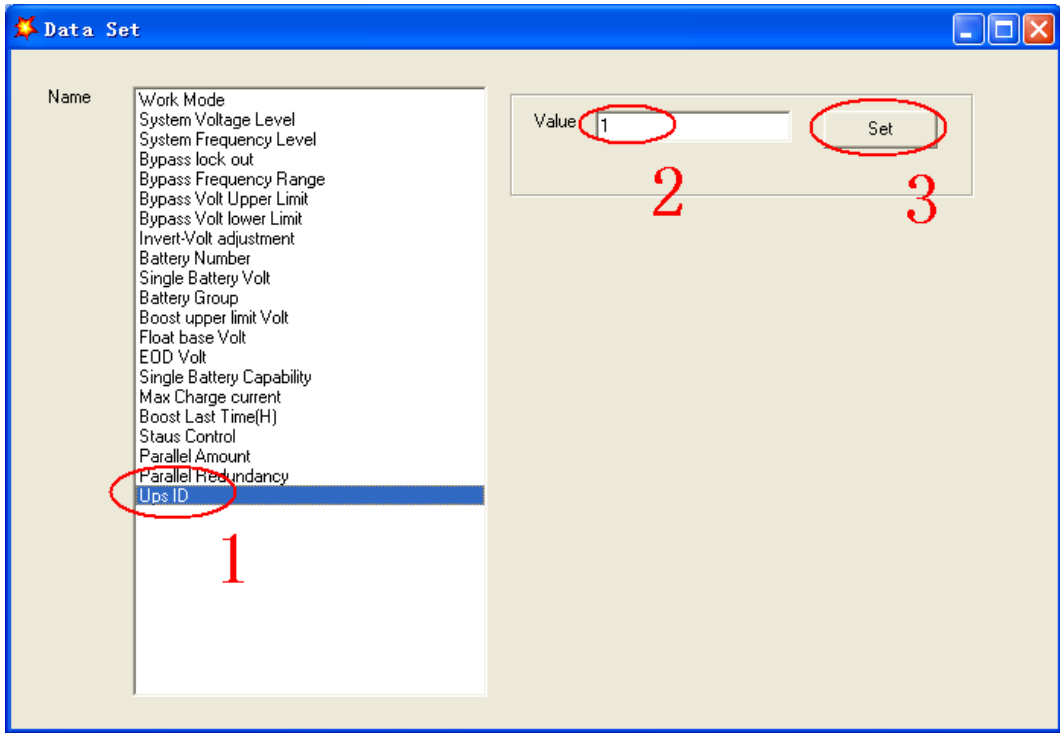 Data Set
Name
Work Mode
System Voltage Level
System Frequency Level
Bypass lock out
Bypass Frequency Range
Bypass Volt Upper Limit
Bypass Volt lower Limit
Invert-Volt adjustment
Battery Number
Single Battery Volt
Battery Group
Boost upper limit Volt
Float base Volt
EOD Volt
Single Battery Capability
Max Charge current
Boost Last Time(H)
Staus Control
Parallel Amount
Parallel Redundancy
Ups ID
1
Value 1 Set
2
3